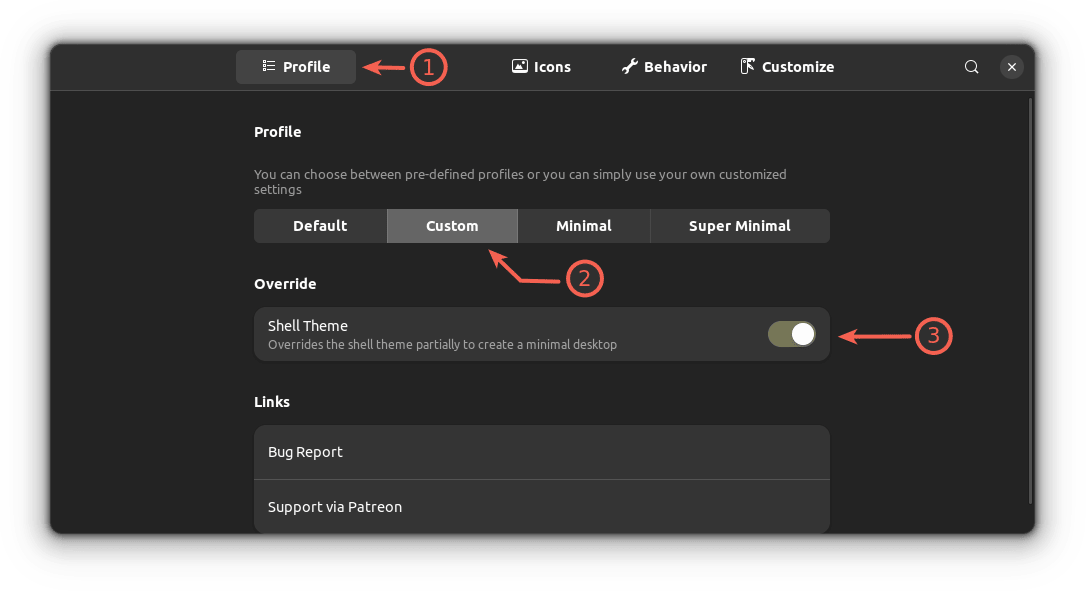 Profile 1 Icons Behavior Customize
Profile
You can choose between pre-defined profiles or you can simply use your own customized
settings
Default Custom Minimal Super Minimal
2
Override
Shell Theme
Overrides the shell theme partially to create a minimal desktop
3
Links
Bug Report
Support via Patreon